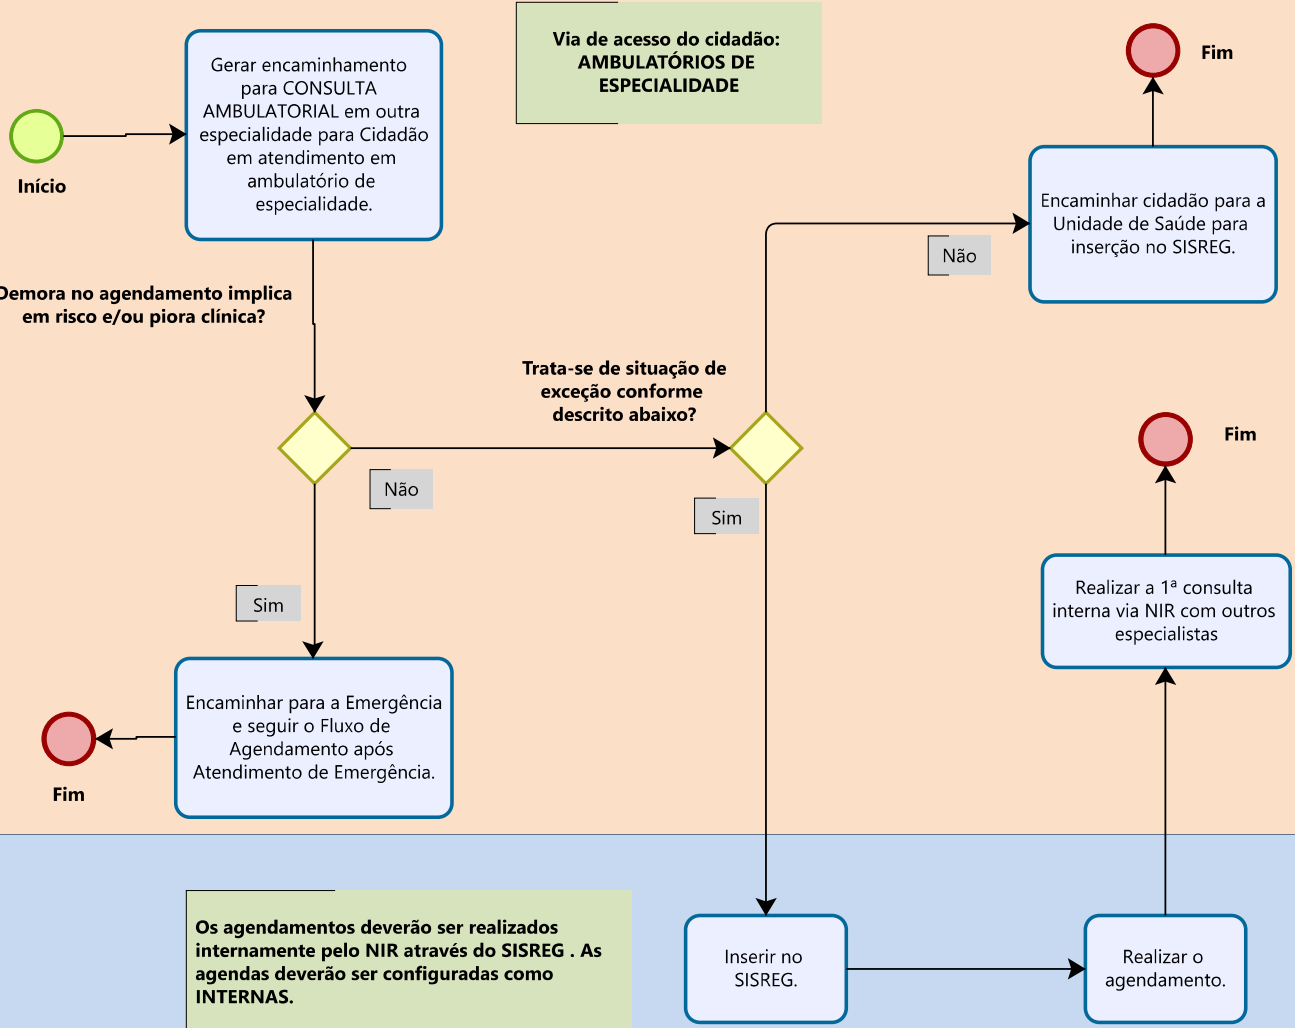 Via de acesso do cidadão:
AMBULATÓRIOS DE
ESPECIALIDADE
Início
Gerar encaminhamento
para CONSULTA
AMBULATORIAL em outra
especialidade para Cidadão
em atendimento em
ambulatório de
especialidade.
Fim
Encaminhar cidadão para a
Unidade de Saúde para
inserção no SISREG.
Não
Demora no agendamento implica
em risco e/ou piora clínica?
Trata-se de situação de
exceção conforme
descrito abaixo?
Não
Sim
Sim
Fim
Realizar a 1ª consulta
interna via NIR com outros
especialistas
Encaminhar para a Emergência
e seguir o Fluxo de
Agendamento após
Atendimento de Emergência.
Fim
Os agendamentos deverão ser realizados
internamente pelo NIR através do SISREG . As
agendas deverão ser configuradas como
INTERNAS.
Inserir no
SISREG.
Realizar o
agendamento.